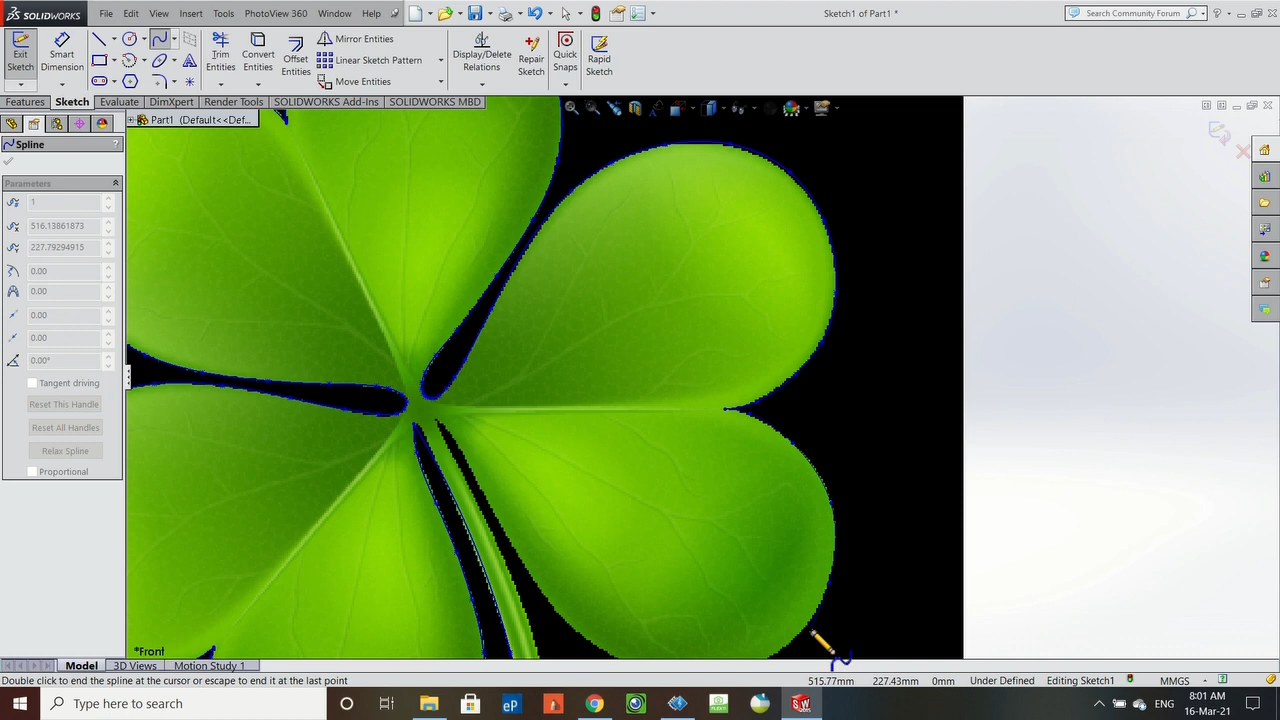 SOLIDWORKS File Edit View Insert Tools PhotoView 360 Window Help Sketch1 of Part1 * Search Community Forum
Exit Sketch
Smart Dimension
Trim Entities
Convert Entities
Offset Entities
Mirror Entities
Linear Sketch Pattern
Move Entities
Display/Delete Relations
Repair Sketch
Quick Snaps
Rapid Sketch
Features Sketch Evaluate DimXpert Render Tools SOLIDWORKS Add-Ins SOLIDWORKS MBD
Part1 (Default<<Def...
Spline ?
Parameters
1
516.13861873
227.79294915
0.00
0.00
0.00
0.00
0.00°
Tangent driving
Reset This Handle
Reset All Handles
Relax Spline
Proportional
*Front
Model 3D Views Motion Study 1
Double click to end the spline at the cursor or escape to end it at the last point 515.77mm 227.43mm 0mm Under Defined Editing Sketch1 MMGS
Type here to search
ENG
8:01 AM
16-Mar-21